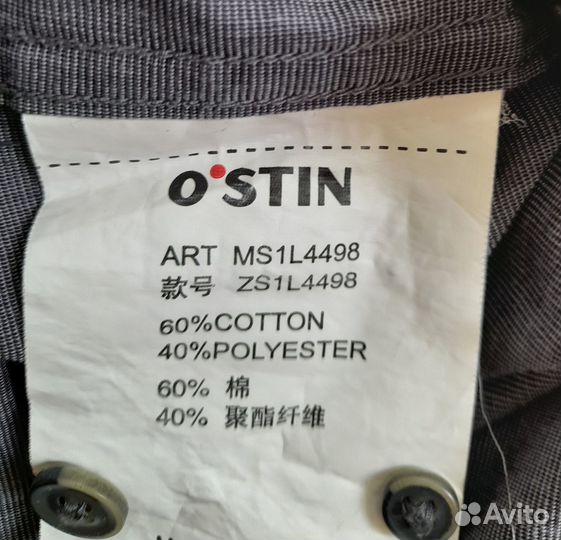 O'STIN
ART MS1L4498
款号 ZS1L4498
60%COTTON
40%POLYESTER
60% 棉
40% 聚酯纤维
Avito